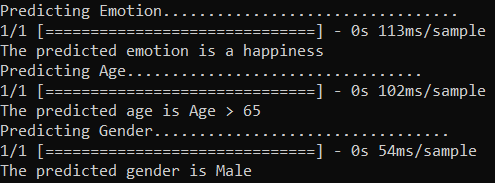 Predicting Emotion.................................
1/1 [==============================] - 0s 113ms/sample
The predicted emotion is a happiness
Predicting Age.................................
1/1 [==============================] - 0s 102ms/sample
The predicted age is Age > 65
Predicting Gender.................................
1/1 [==============================] - 0s 54ms/sample
The predicted gender is Male